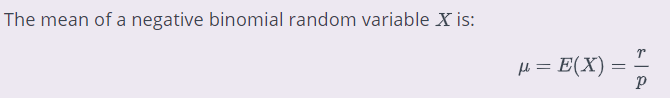 The mean of a negative binomial random variable X is:
μ = E(X) = r/p